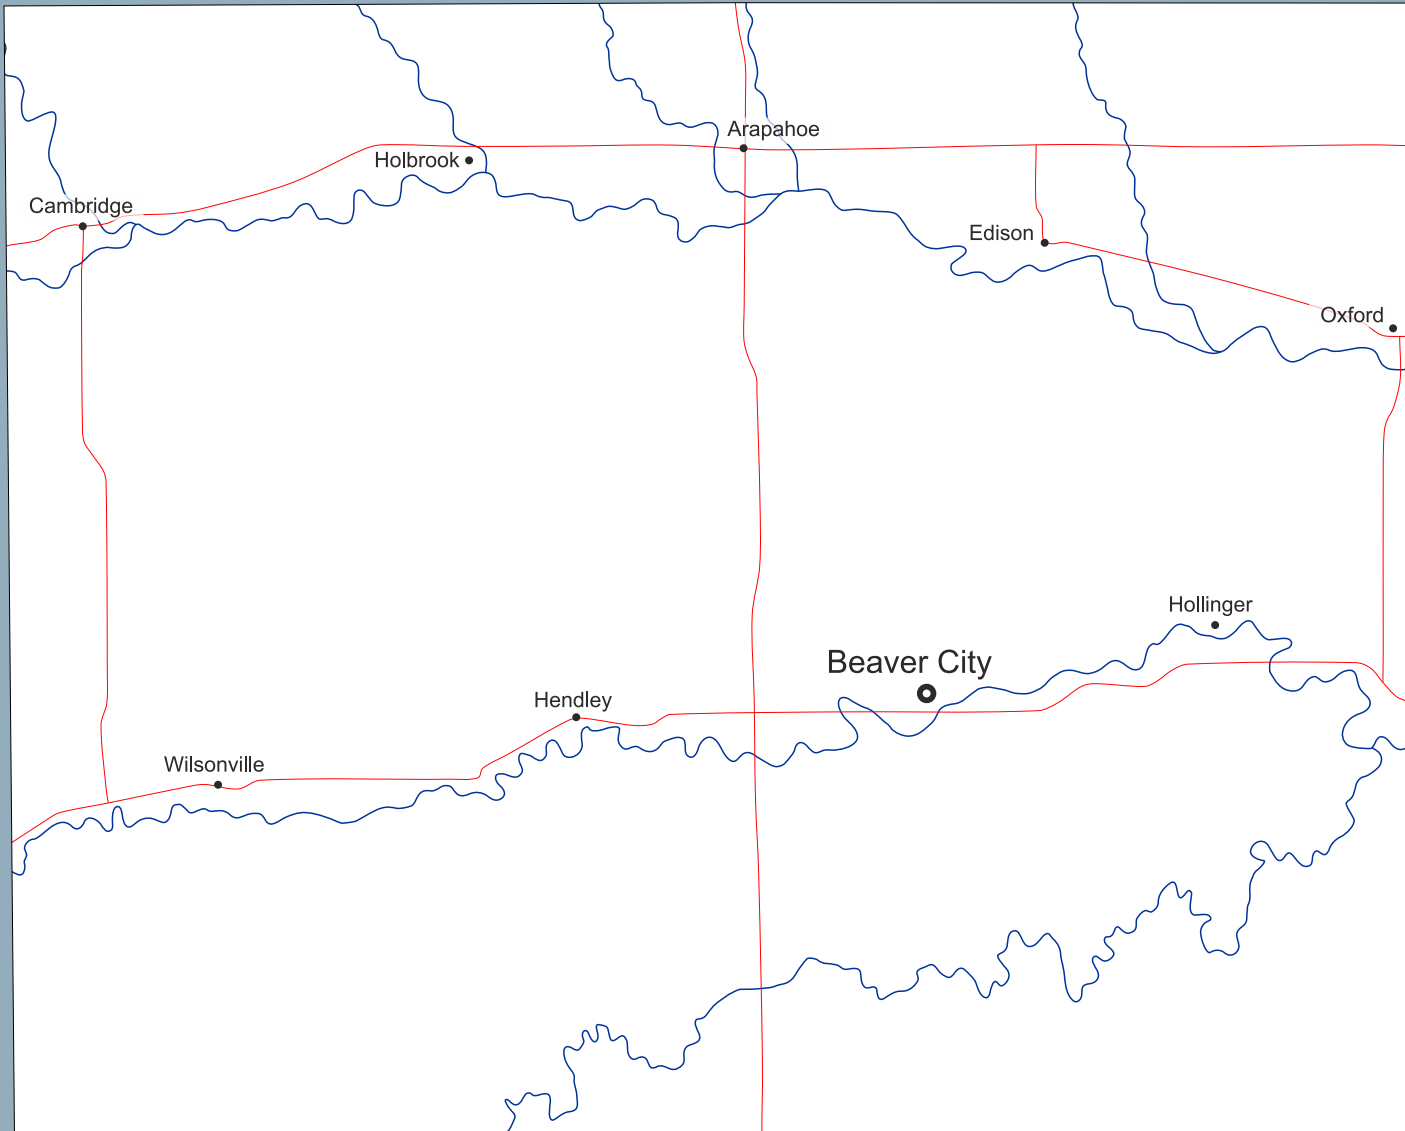 Arapahoe
Holbrook
Cambridge
Edison
Oxford
Hollinger
Beaver City
Hendley
Wilsonville